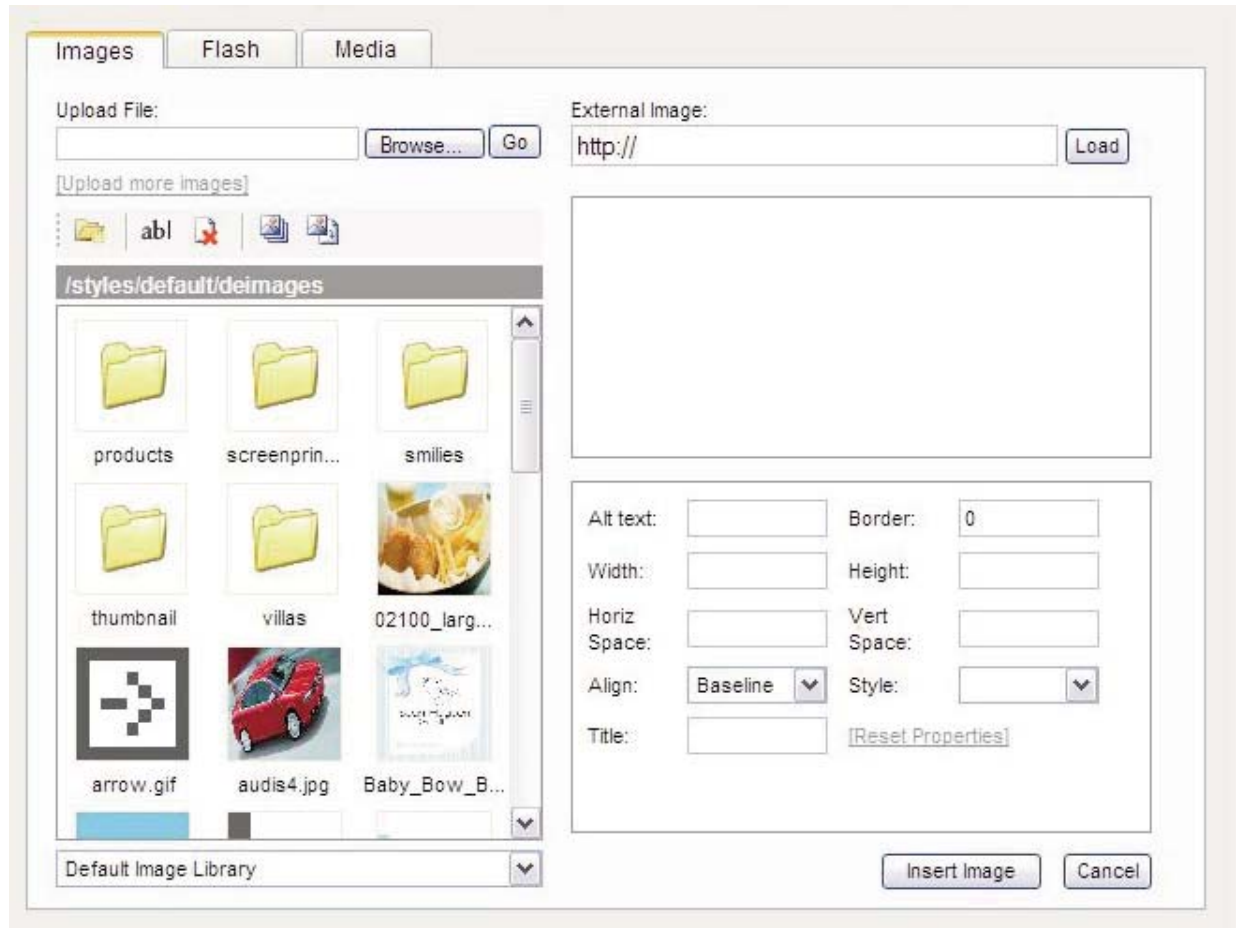 Images Flash Media
Upload File:
Browse... Go
[Upload more images]
abl
/styles/default/deimages
products screenprin... smilies
thumbnail villas 02100_larg...
arrow.gif audis4.jpg Baby_Bow_B...
Default Image Library
External Image:
http:// Load
Alt text: Border: 0
Width: Height:
Horiz Space: Vert Space:
Align: Baseline Style:
Title: [Reset Properties]
Insert Image Cancel